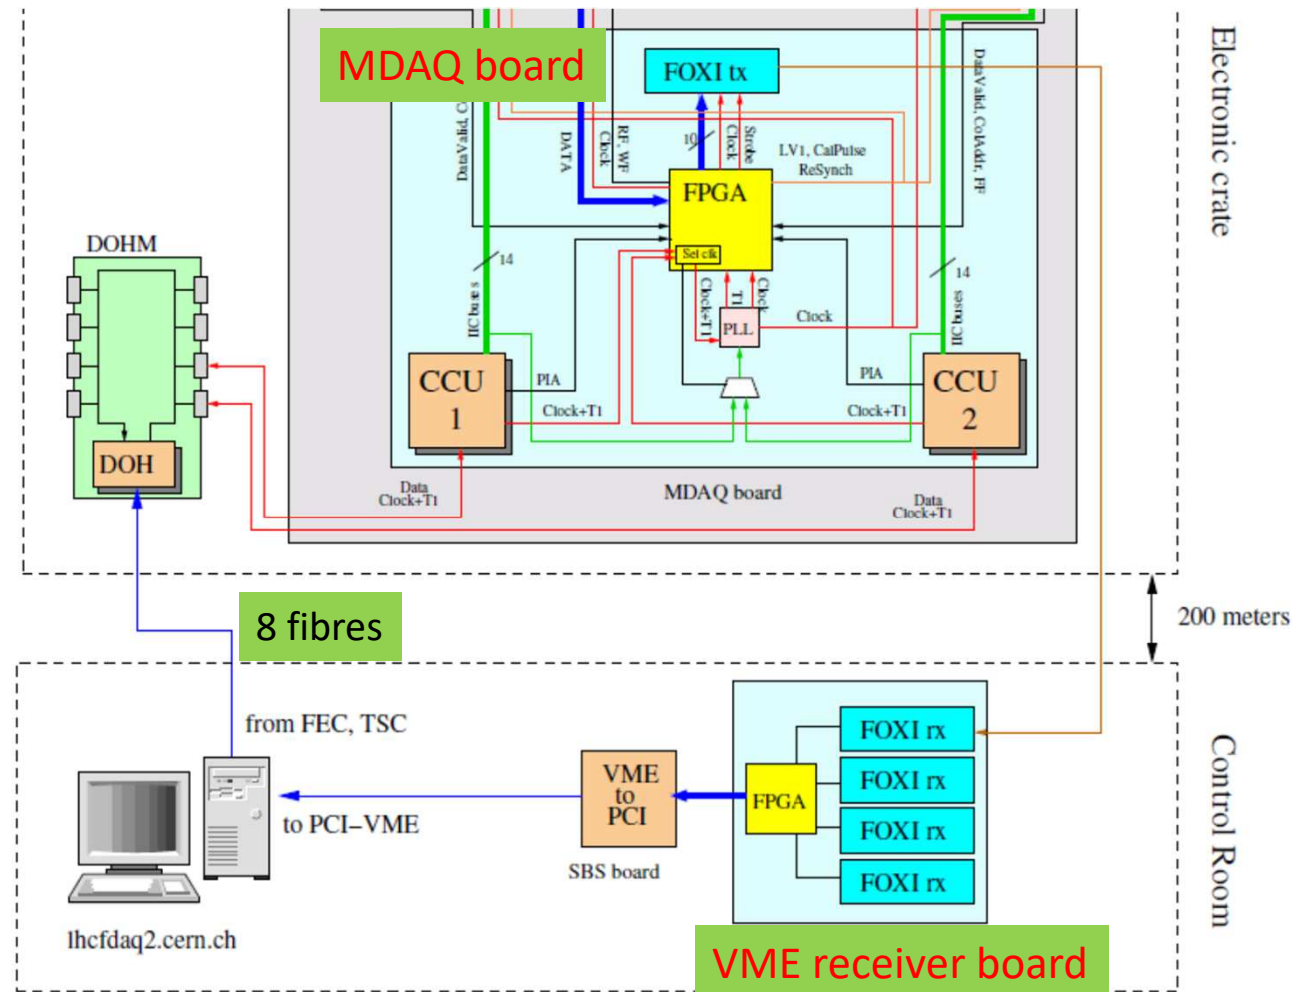 MDAQ board
FOXI tx
DataValid, C
DATA
RF, WF
Clock
10
Clock
Strobe
LV1, CalPulse
ReSynch
DataValid, ColAddr, FF
Electronic crate
FPGA
Sel clk
DOHM
14
IIC buses
Clock+T1
T1
Clock
PLL
Clock
14
IIC buses
CCU
1
PIA
Clock+T1
PIA
Clock+T1
CCU
2
DOH
Data
Clock+T1
MDAQ board
Data
Clock+T1
8 fibres
200 meters
from FEC, TSC
to PCI-VME
VME
to
PCI
SBS board
FPGA
FOXI rx
FOXI rx
FOXI rx
FOXI rx
Control Room
lhcfdaq2.cern.ch
VME receiver board